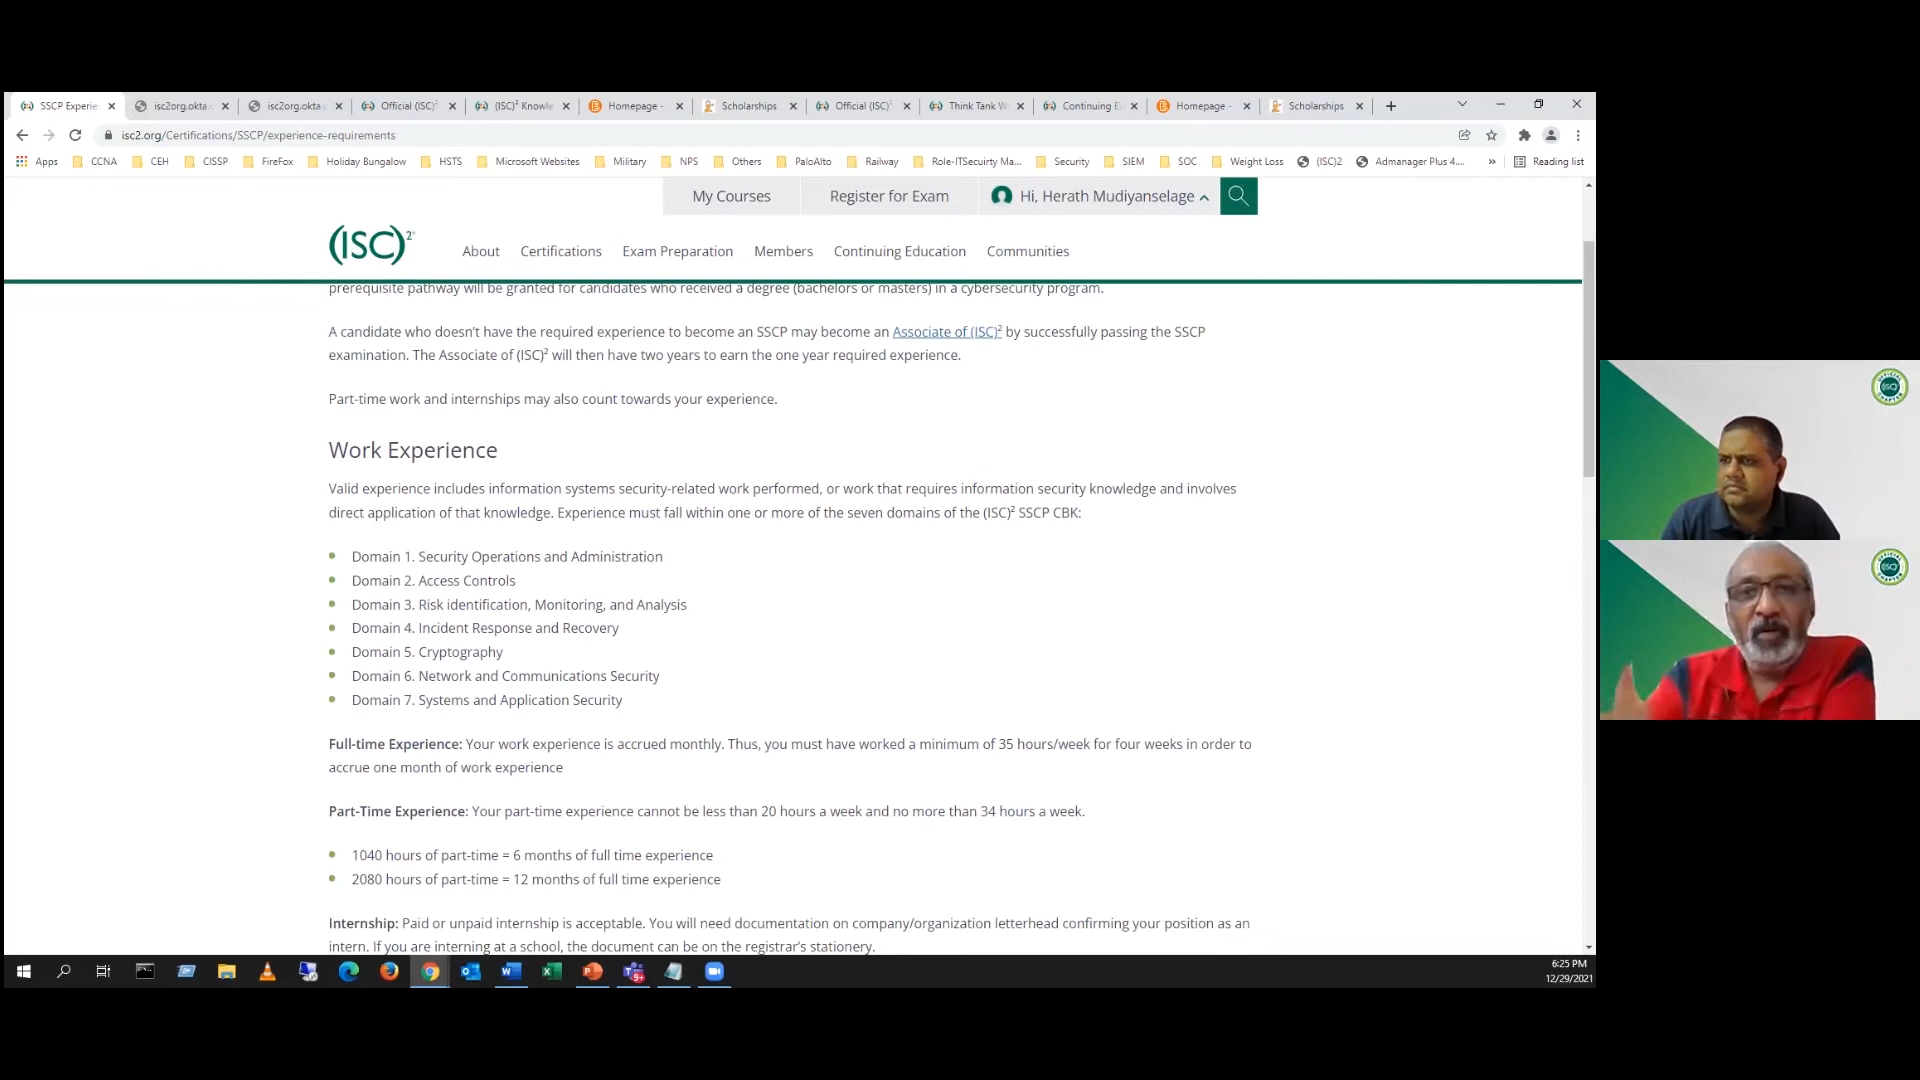 SSCP Experie
isc2org.okta.
isc2org.okta.
Official (ISC)²
(ISC)² Knowle
Homepage -
Scholarships
Official (ISC)²
Think Tank W
Continuing E
Homepage -
Scholarships
isc2.org/Certifications/SSCP/experience-requirements
Apps CCNA CEH CISSP FireFox Holiday Bungalow HSTS Microsoft Websites Military NPS Others PaloAlto Railway Role-ITSecuirty Ma... Security SIEM SOC Weight Loss (ISC)2 Admanager Plus 4.... » Reading list
My Courses Register for Exam Hi, Herath Mudiyanselage
(ISC)²
About Certifications Exam Preparation Members Continuing Education Communities
prerequisite pathway will be granted for candidates who received a degree (bachelors or masters) in a cybersecurity program.
A candidate who doesn't have the required experience to become an SSCP may become an Associate of (ISC)² by successfully passing the SSCP
examination. The Associate of (ISC)² will then have two years to earn the one year required experience.
Part-time work and internships may also count towards your experience.
Work Experience
Valid experience includes information systems security-related work performed, or work that requires information security knowledge and involves
direct application of that knowledge. Experience must fall within one or more of the seven domains of the (ISC)² SSCP CBK:
Domain 1. Security Operations and Administration
Domain 2. Access Controls
Domain 3. Risk identification, Monitoring, and Analysis
Domain 4. Incident Response and Recovery
Domain 5. Cryptography
Domain 6. Network and Communications Security
Domain 7. Systems and Application Security
Full-time Experience: Your work experience is accrued monthly. Thus, you must have worked a minimum of 35 hours/week for four weeks in order to
accrue one month of work experience
Part-Time Experience: Your part-time experience cannot be less than 20 hours a week and no more than 34 hours a week.
1040 hours of part-time = 6 months of full time experience
2080 hours of part-time = 12 months of full time experience
Internship: Paid or unpaid internship is acceptable. You will need documentation on company/organization letterhead confirming your position as an
intern. If you are interning at a school, the document can be on the registrar's stationery.
6:25 PM
12/29/2021